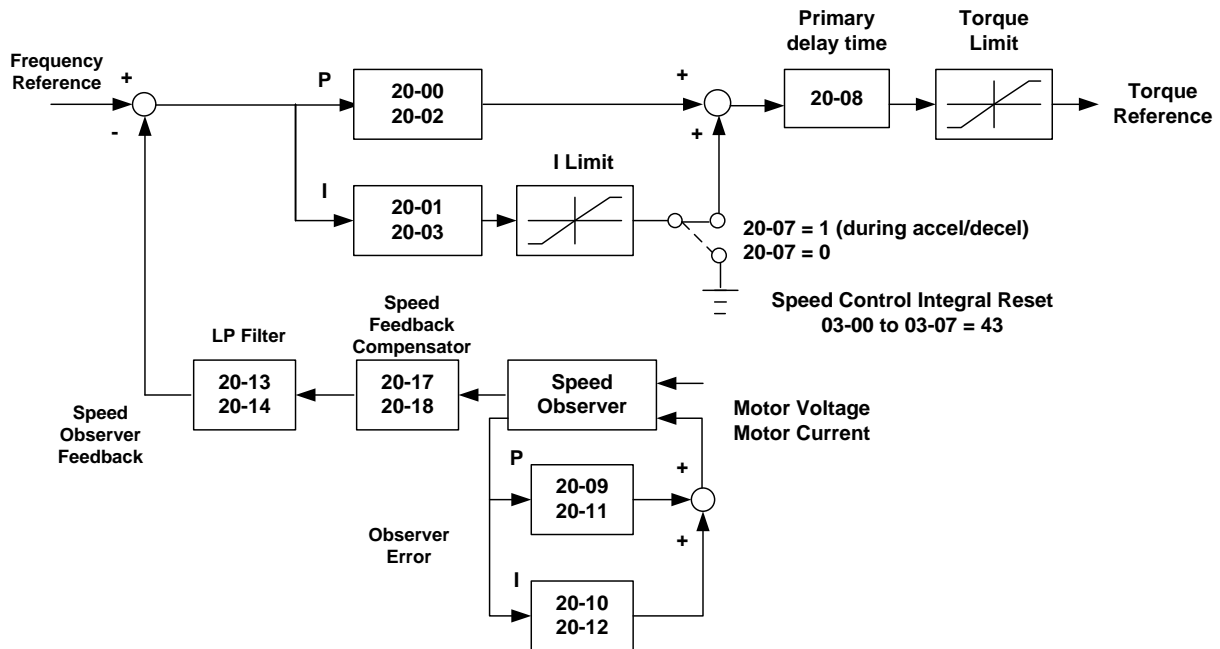 Frequency
Reference
+
-
P
20-00
20-02
I
20-01
20-03
I Limit
+
+
Primary
delay time
20-08
Torque
Limit
Torque
Reference
20-07 = 1 (during accel/decel)
20-07 = 0
Speed Control Integral Reset
03-00 to 03-07 = 43
LP Filter
20-13
20-14
Speed
Feedback
Compensator
20-17
20-18
Speed
Observer
Motor Voltage
Motor Current
Speed
Observer
Feedback
P
20-09
20-11
+
+
Observer
Error
I
20-10
20-12